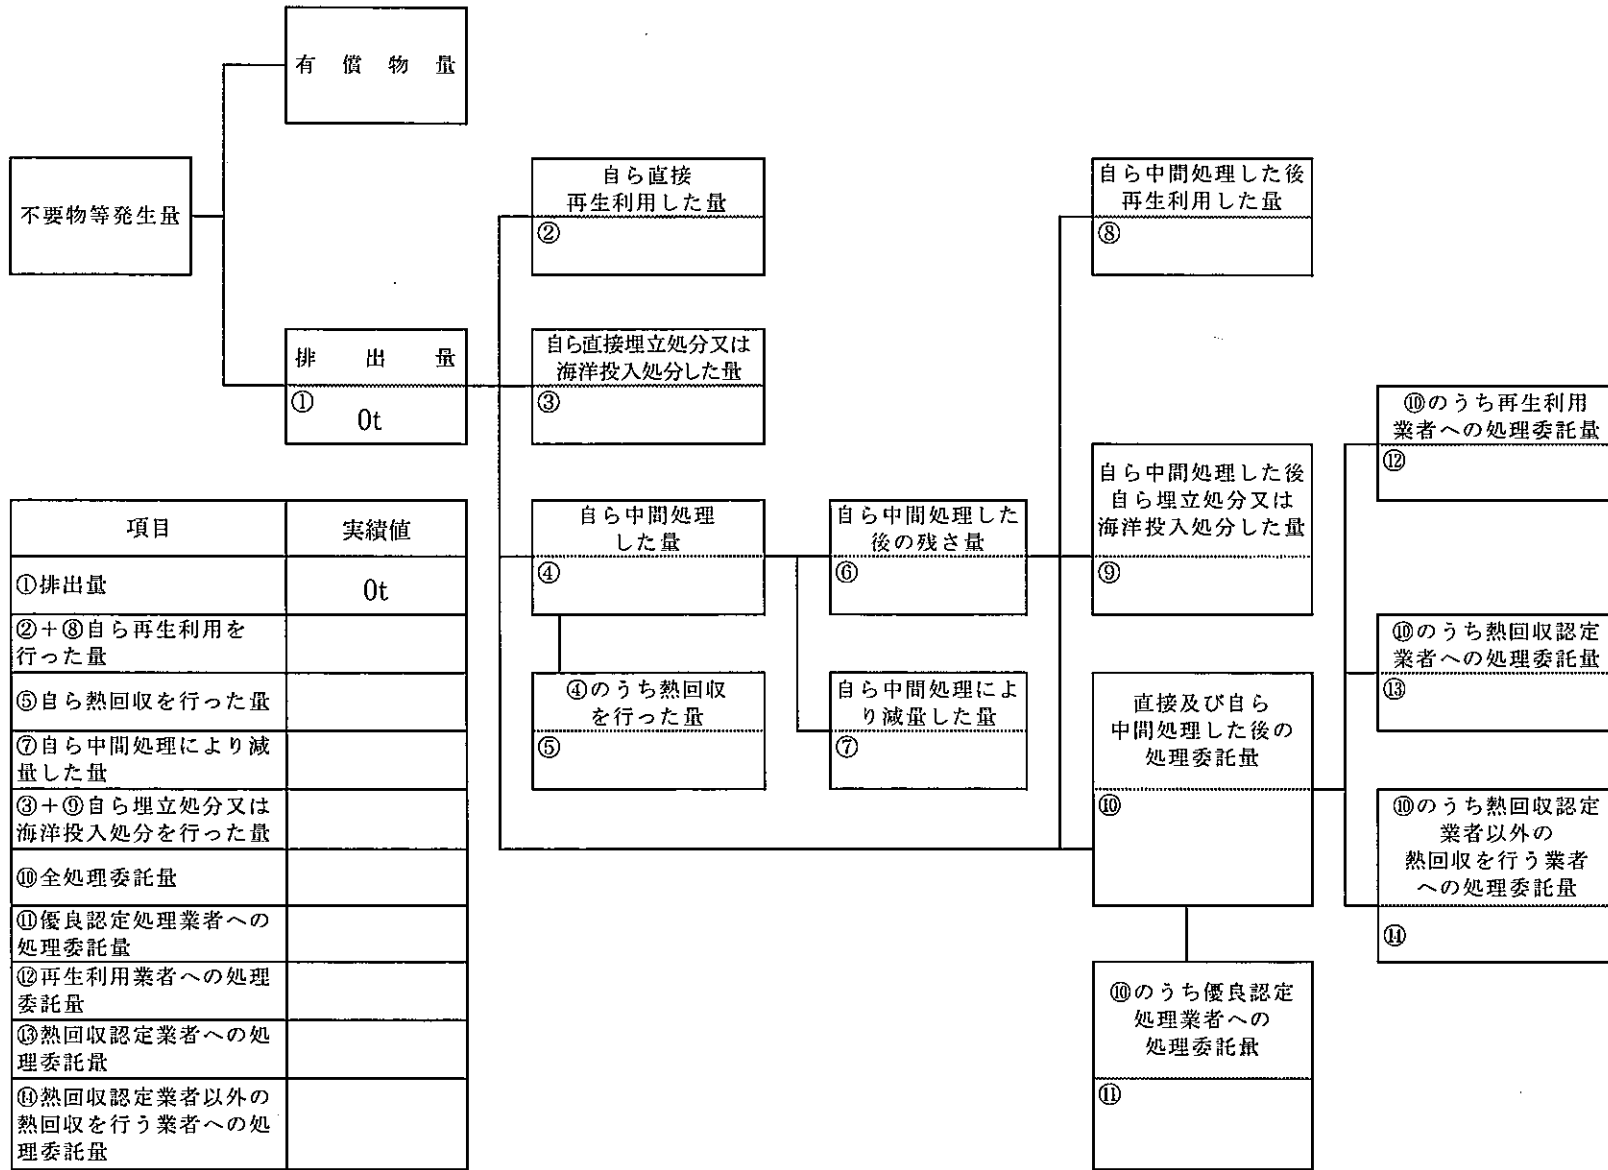 有償物量
不要物等発生量
自ら直接
再生利用した量
②
自ら中間処理した後
再生利用した量
⑧
排出量
①
0t
自ら直接埋立処分又は
海洋投入処分した量
③
⑩のうち再生利用
業者への処理委託量
⑫
自ら中間処理
した量
④
自ら中間処理した
後の残さ量
⑥
自ら中間処理した後
自ら埋立処分又は
海洋投入処分した量
⑨
⑩のうち熱回収認定
業者への処理委託量
⑬
④のうち熱回収
を行った量
⑤
自ら中間処理によ
り減量した量
⑦
直接及び自ら
中間処理した後の
処理委託量
⑩
⑩のうち熱回収認定
業者以外の
熱回収を行う業者
への処理委託量
⑭
⑩のうち優良認定
処理業者への
処理委託量
⑪
項目 実績値
①排出量 0t
②+⑧自ら再生利用を
行った量
⑤自ら熱回収を行った量
⑦自ら中間処理により減
量した量
③+⑨自ら埋立処分又は
海洋投入処分を行った量
⑩全処理委託量
⑪優良認定処理業者への
処理委託量
⑫再生利用業者への処理
委託量
⑬熱回収認定業者への処
理委託量
⑭熱回収認定業者以外の
熱回収を行う業者への処
理委託量